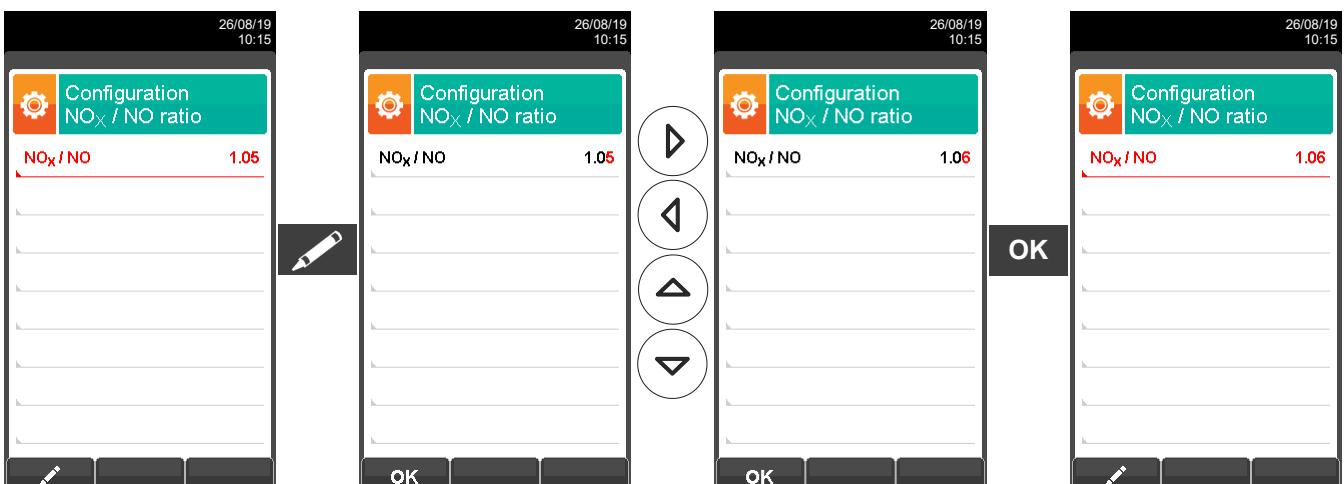 26/08/19
10:15
Configuration
NOX / NO ratio
NOX / NO 1.05
26/08/19
10:15
Configuration
NOX / NO ratio
NOX / NO 1.05
OK
26/08/19
10:15
Configuration
NOX / NO ratio
NOX / NO 1.06
OK
OK
26/08/19
10:15
Configuration
NOX / NO ratio
NOX / NO 1.06